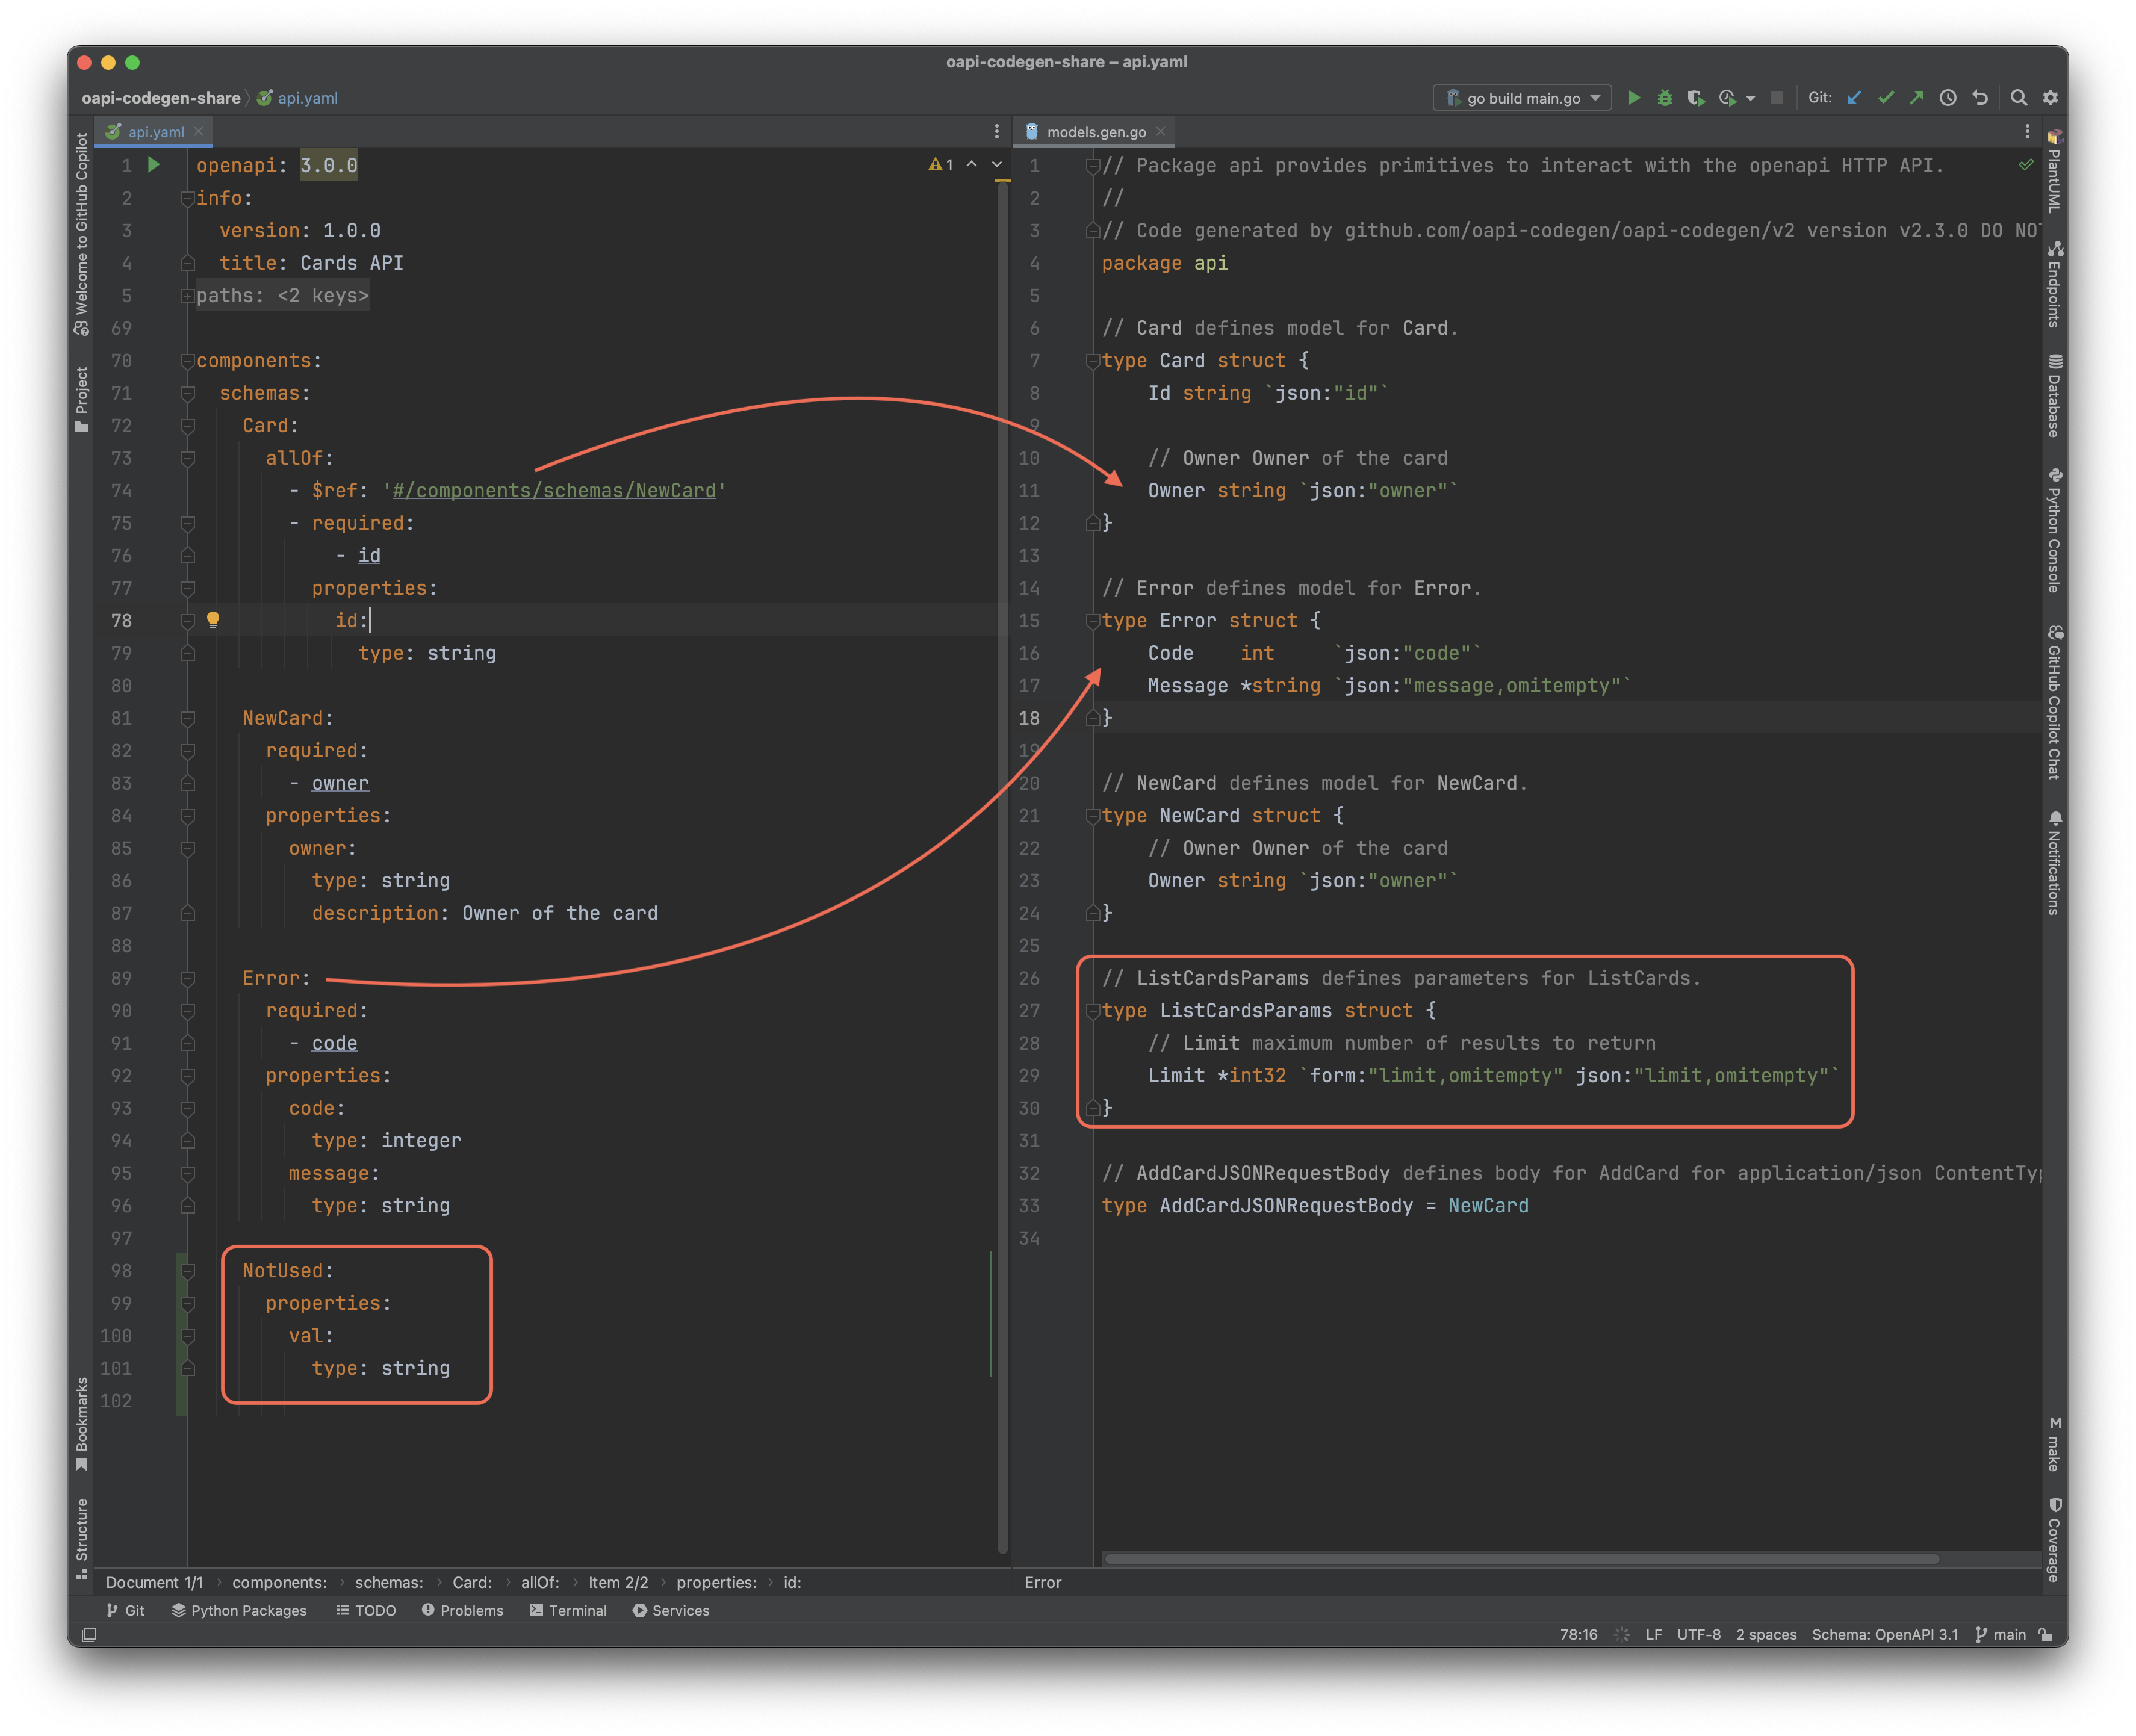 oapi-codegen-share – api.yaml
oapi-codegen-share api.yaml
go build main.go
Git:
api.yaml
models.gen.go
Welcome to GitHub Copilot
Project
Bookmarks
Structure
1 openapi: 3.0.0
1
2 info:
3 version: 1.0.0
4 title: Cards API
5 paths: <2 keys>
69
70 components:
71 schemas:
72 Card:
73 allOf:
74 - $ref: '#/components/schemas/NewCard'
75 - required:
76 - id
77 properties:
78 id:
79 type: string
80
81 NewCard:
82 required:
83 - owner
84 properties:
85 owner:
86 type: string
87 description: Owner of the card
88
89 Error:
90 required:
91 - code
92 properties:
93 code:
94 type: integer
95 message:
96 type: string
97
98 NotUsed:
99 properties:
100 val:
101 type: string
102
1 // Package api provides primitives to interact with the openapi HTTP API.
2 //
3 // Code generated by github.com/oapi-codegen/oapi-codegen/v2 version v2.3.0 DO NO
4 package api
5
6 // Card defines model for Card.
7 type Card struct {
8 Id string `json:"id"`
9
10 // Owner Owner of the card
11 Owner string `json:"owner"`
12 }
13
14 // Error defines model for Error.
15 type Error struct {
16 Code int `json:"code"`
17 Message *string `json:"message,omitempty"`
18 }
19
20 // NewCard defines model for NewCard.
21 type NewCard struct {
22 // Owner Owner of the card
23 Owner string `json:"owner"`
24 }
25
26 // ListCardsParams defines parameters for ListCards.
27 type ListCardsParams struct {
28 // Limit maximum number of results to return
29 Limit *int32 `form:"limit,omitempty" json:"limit,omitempty"`
30 }
31
32 // AddCardJSONRequestBody defines body for AddCard for application/json ContentTyp
33 type AddCardJSONRequestBody = NewCard
34
PlantUML
Endpoints
Database
Python Console
GitHub Copilot Chat
Notifications
make
Coverage
Document 1/1 › components: › schemas: › Card: › allOf: › Item 2/2 › properties: › id:
Error
Git Python Packages TODO Problems Terminal Services
78:16 LF UTF-8 2 spaces Schema: OpenAPI 3.1 main